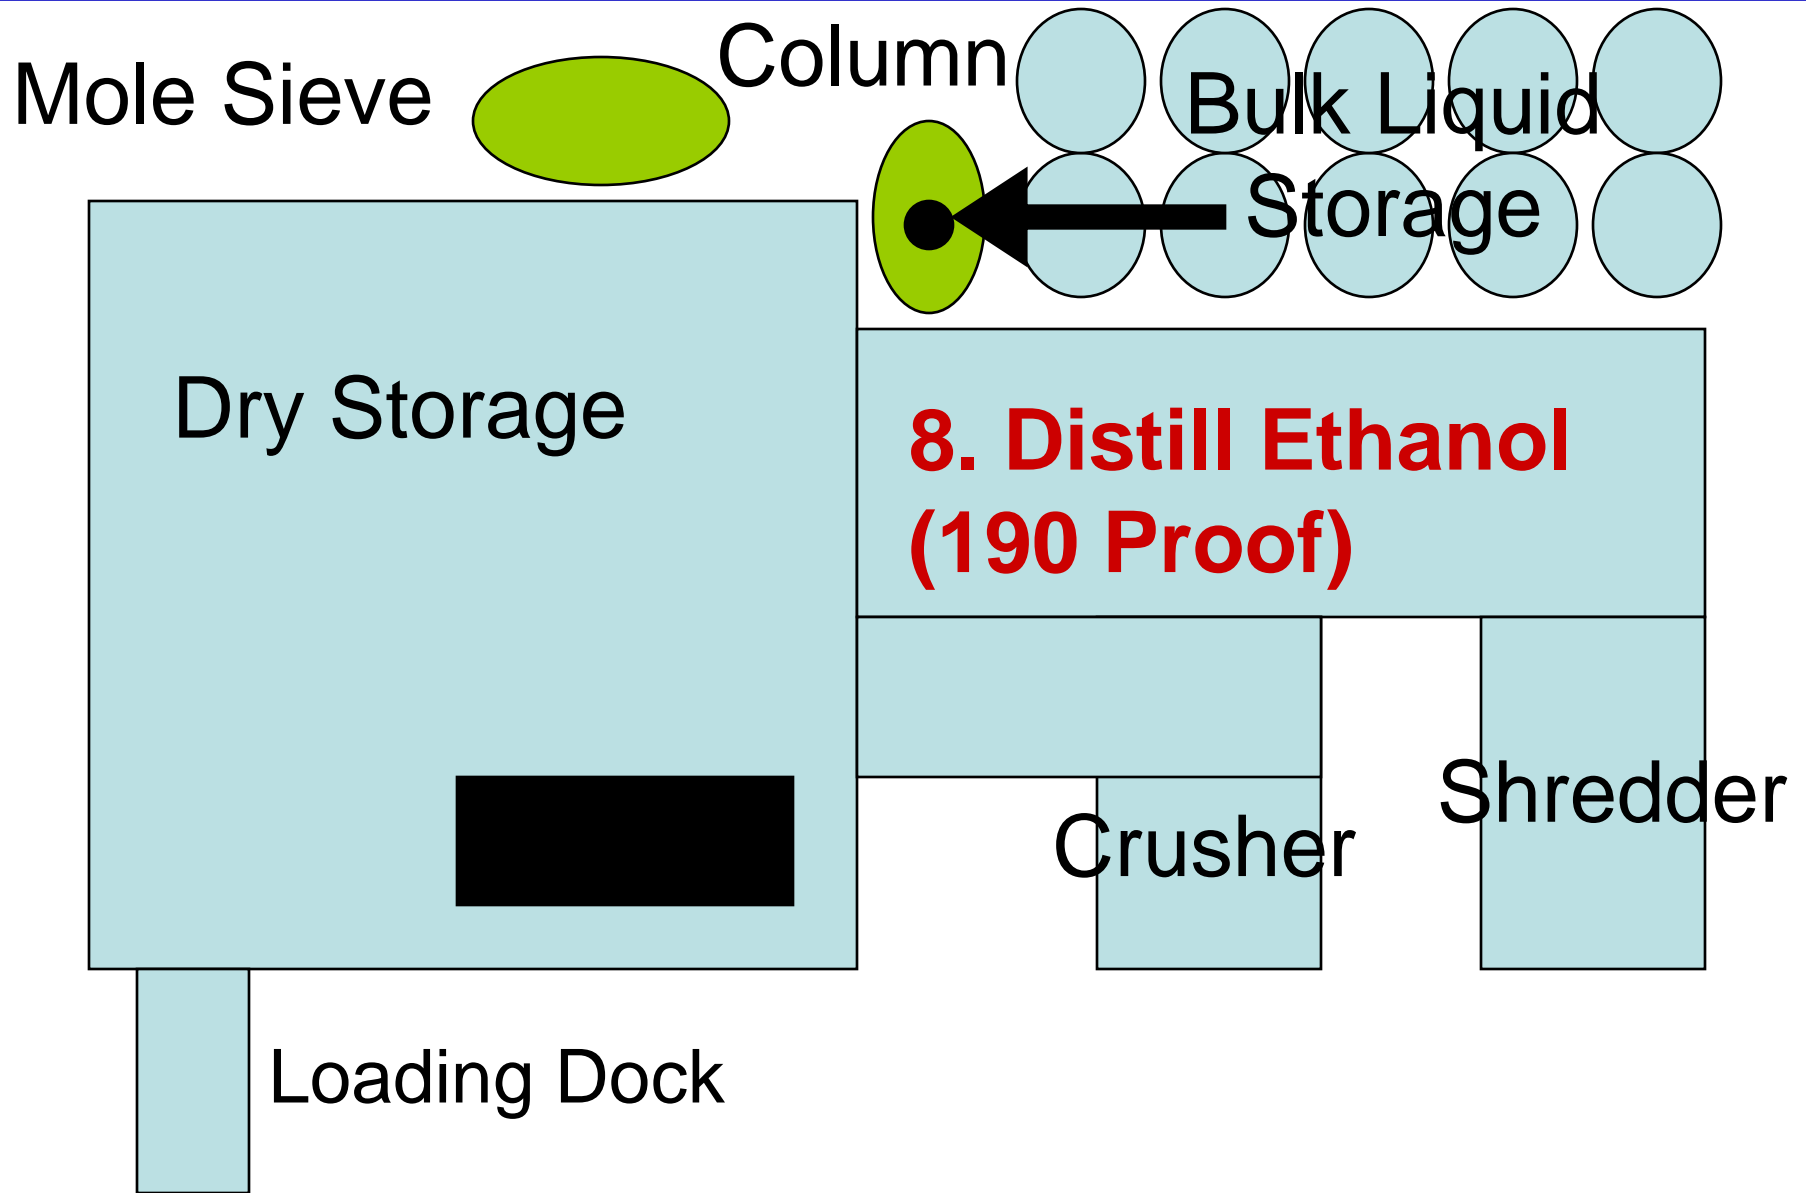 Mole Sieve
Column
Bulk Liquid
Storage
Dry Storage
8. Distill Ethanol
(190 Proof)
Shredder
Crusher
Loading Dock